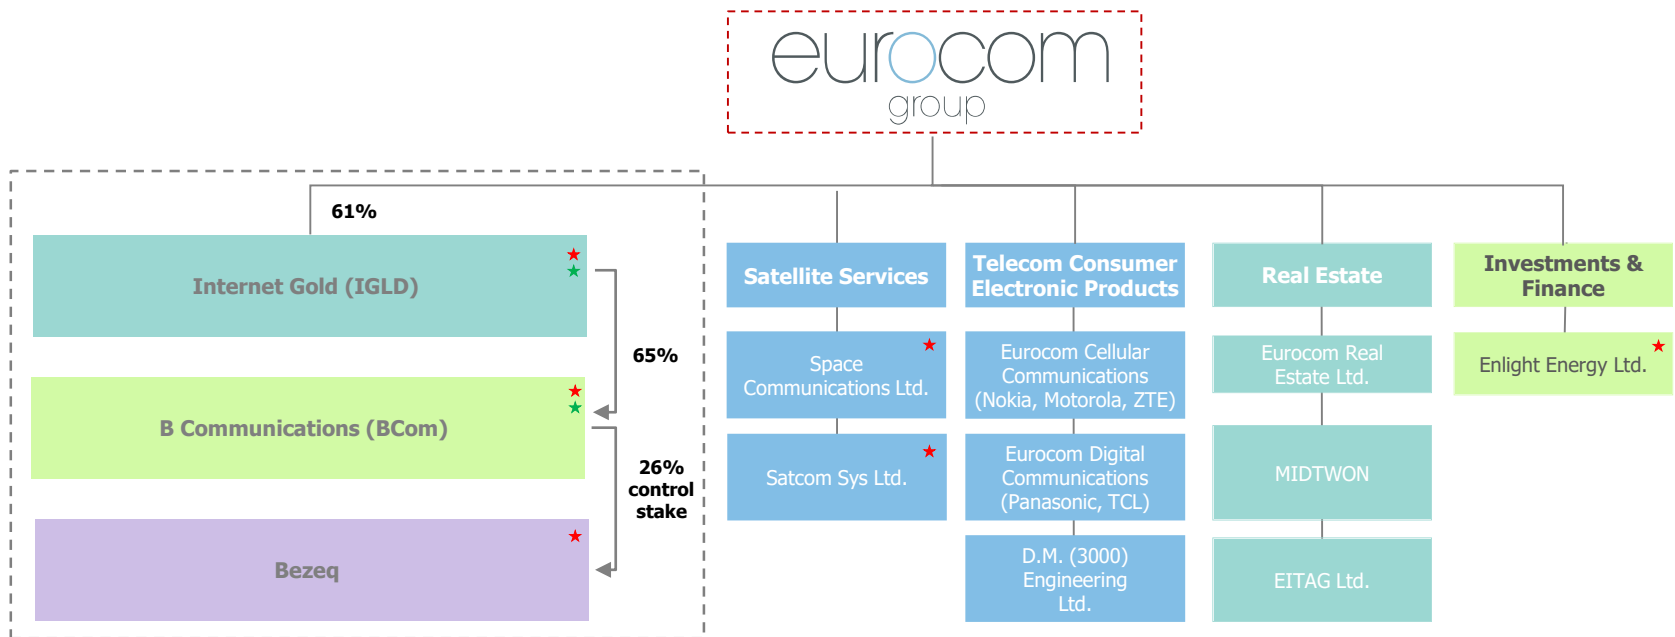 eurocom
group
61%
Internet Gold (IGLD)
65%
B Communications (BCom)
26%
control
stake
Bezeq
Satellite Services
Space
Communications Ltd.
Satcom Sys Ltd.
Telecom Consumer
Electronic Products
Eurocom Cellular
Communications
(Nokia, Motorola, ZTE)
Eurocom Digital
Communications
(Panasonic, TCL)
D.M. (3000)
Engineering
Ltd.
Real Estate
Eurocom Real
Estate Ltd.
MIDTWON
EITAG Ltd.
Investments &
Finance
Enlight Energy Ltd.